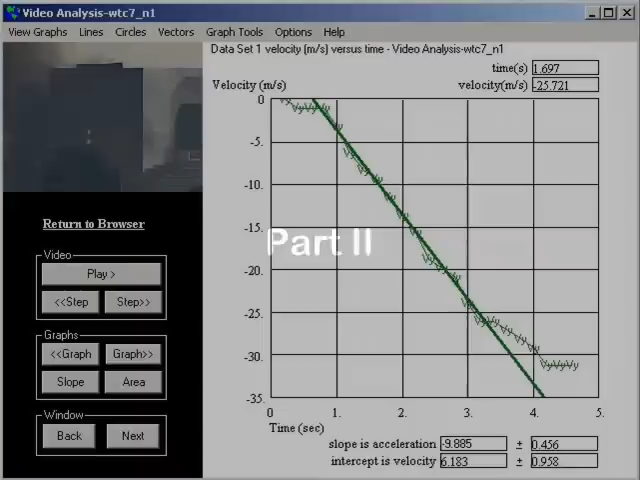 Video Analysis-wtc7_n1
View Graphs Lines Circles Vectors Graph Tools Options Help
Data Set 1 velocity (m/s) versus time - Video Analysis-wtc7_n1
time(s) 1.697
Velocity (m/s) velocity(m/s) -25.721
0
-5.
-10.
-15.
-20.
-25.
-30.
-35.
0 1. 2. 3. 4. 5.
Time (sec)
Part II
Return to Browser
Video
Play >
<<Step Step>>
Graphs
<<Graph Graph>>
Slope Area
Window
Back Next
slope is acceleration -9.885 ± 0.456
intercept is velocity 6.183 ± 0.958